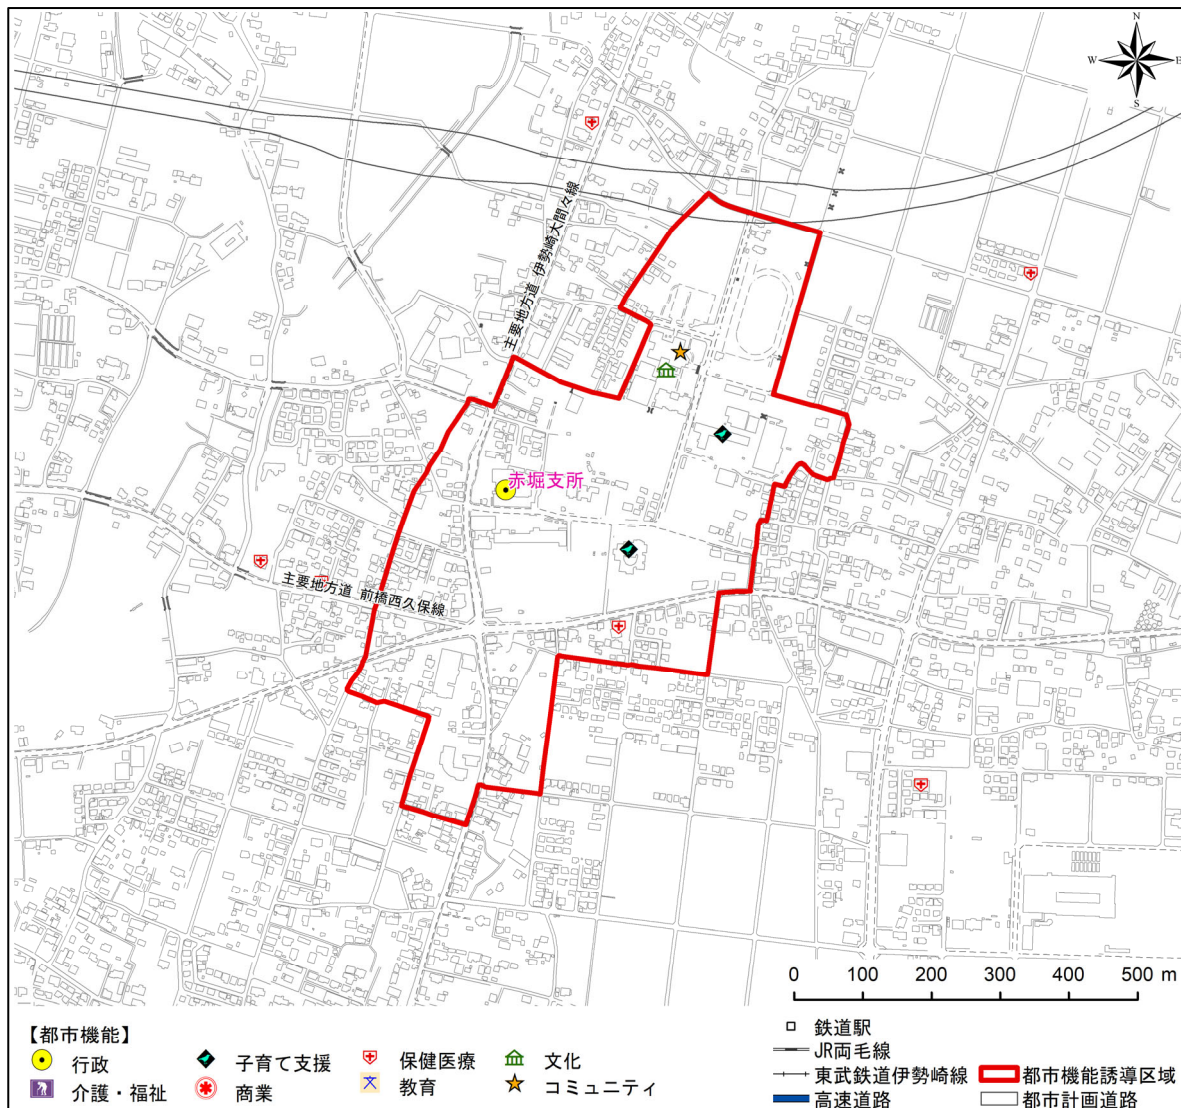 N
W E
S
主要地方道 伊勢崎大間々線
赤堀支所
主要地方道 前橋西久保線
0 100 200 300 400 500 m
【都市機能】
行政 子育て支援 保健医療 文化
介護・福祉 商業 教育 コミュニティ
鉄道駅
JR両毛線
東武鉄道伊勢崎線 都市機能誘導区域
高速道路 都市計画道路